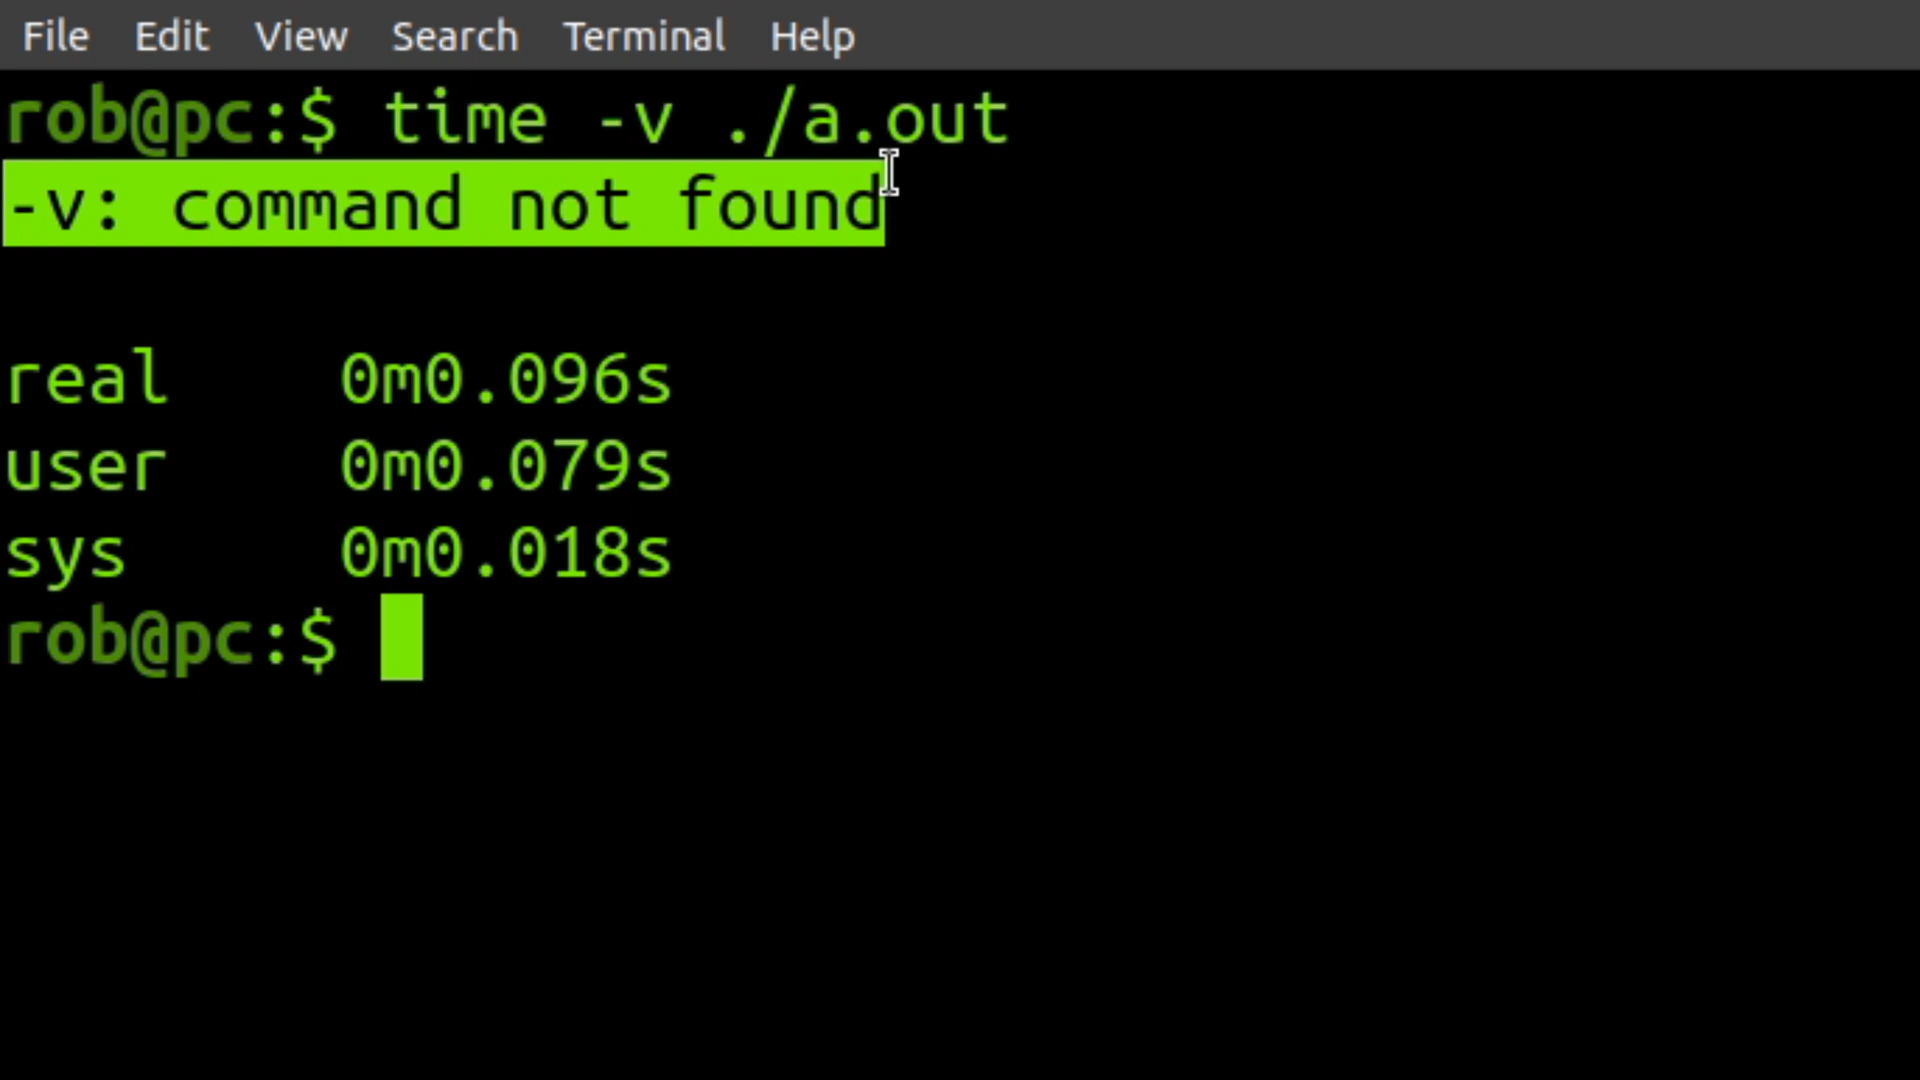 File Edit View Search Terminal Help
rob@pc:$ time -v ./a.out
-v: command not found
real 0m0.096s
user 0m0.079s
sys 0m0.018s
rob@pc:$